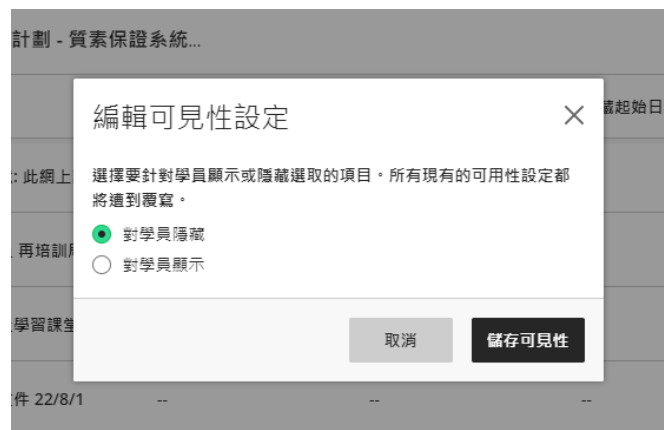 計劃 - 質素保證系統...
編輯可見性設定
藏起始日
: 此網上
選擇要針對學員顯示或隱藏選取的項目。所有現有的可用性設定都
將遭到覆寫。
對學員隱藏
再培訓
對學員顯示
學習課堂
取消
儲存可見性
件 22/8/1
--
--
--